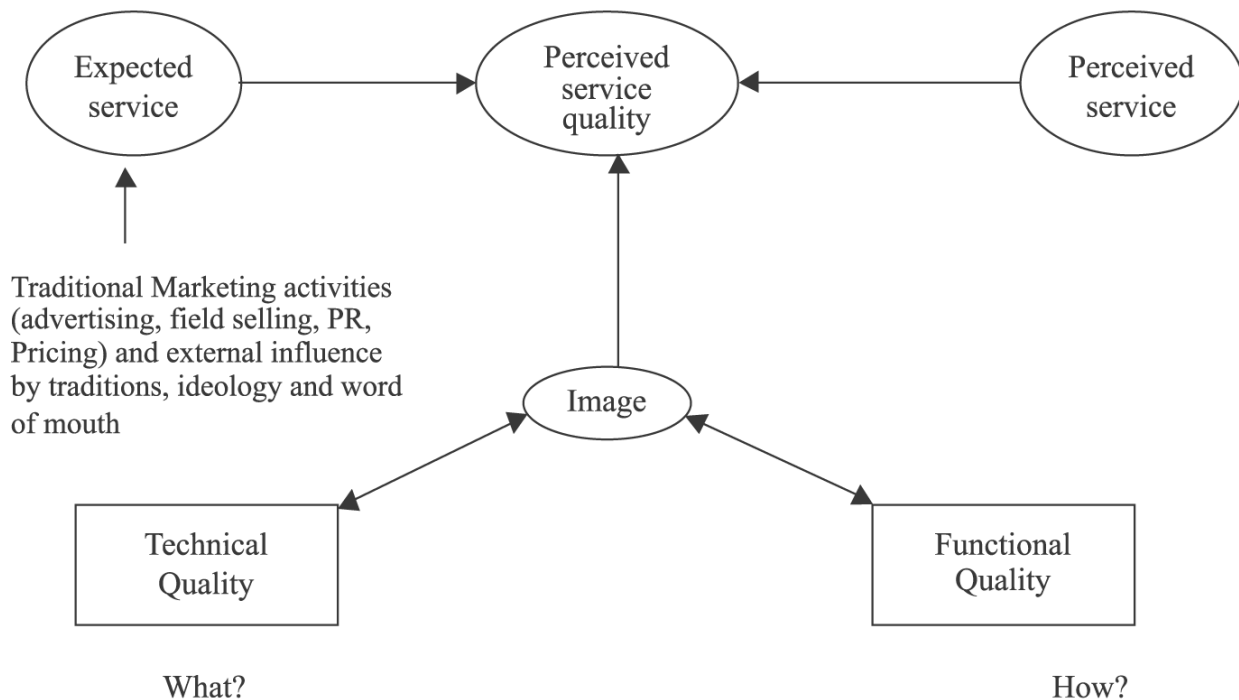 Expected
service
Perceived
service
quality
Perceived
service
Traditional Marketing activities
(advertising, field selling, PR,
Pricing) and external influence
by traditions, ideology and word
of mouth
Image
Technical
Quality
Functional
Quality
What?
How?